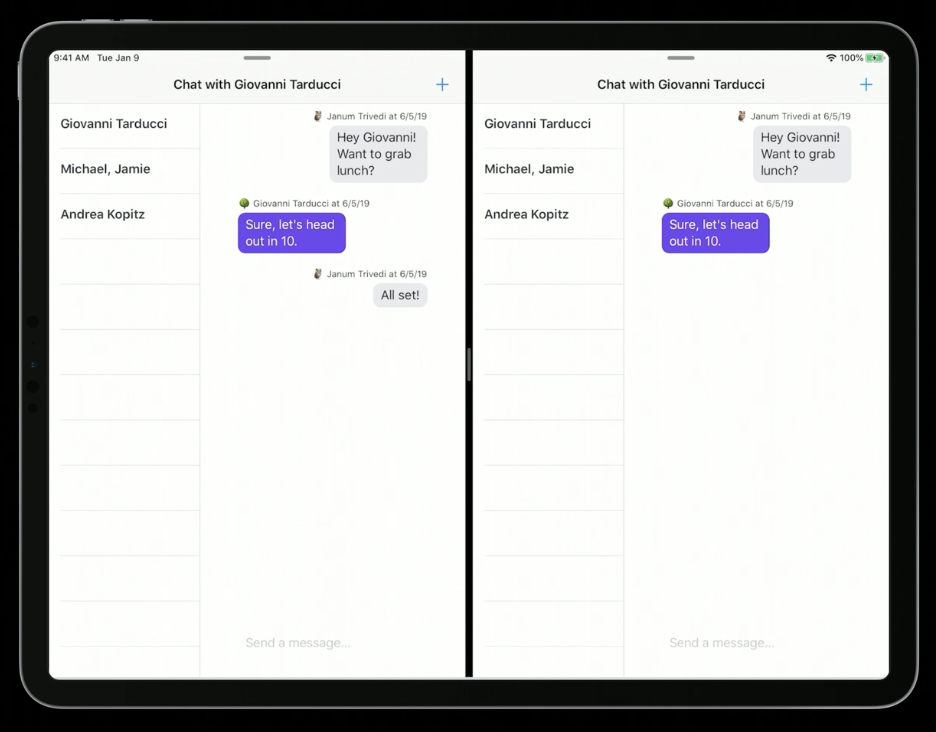 9:41 AM Tue Jan 9
Chat with Giovanni Tarducci
+
Giovanni Tarducci
Michael, Jamie
Andrea Kopitz
Janum Trivedi at 6/5/19
Hey Giovanni!
Want to grab
lunch?
Giovanni Tarducci at 6/5/19
Sure, let's head
out in 10.
Janum Trivedi at 6/5/19
All set!
Send a message...
100%
Chat with Giovanni Tarducci
+
Giovanni Tarducci
Michael, Jamie
Andrea Kopitz
Janum Trivedi at 6/5/19
Hey Giovanni!
Want to grab
lunch?
Giovanni Tarducci at 6/5/19
Sure, let's head
out in 10.
Send a message...